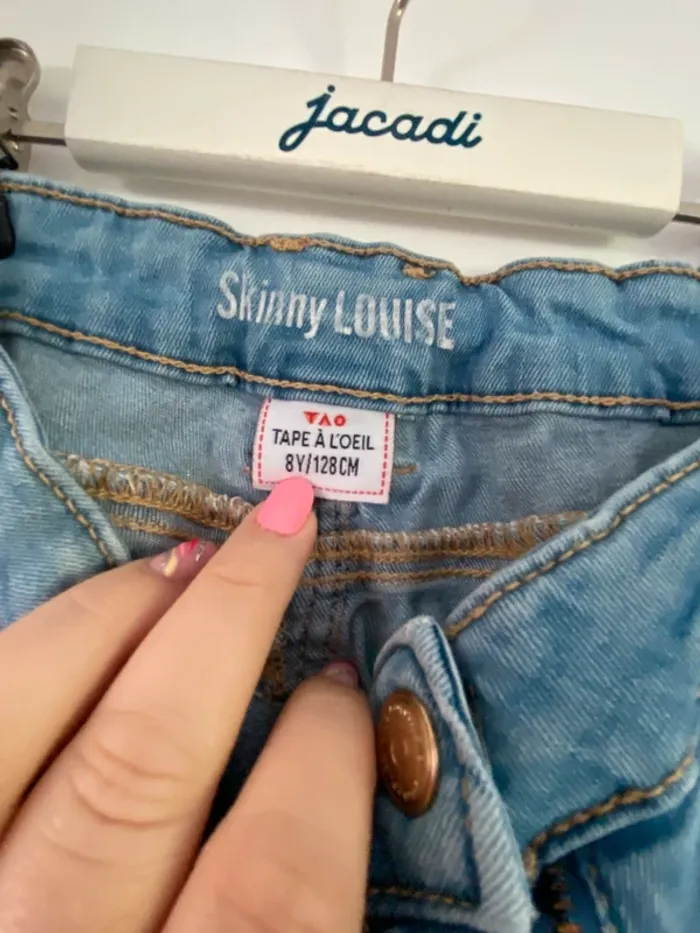 jacadi
Skinny LOUISE
TAO
TAPE À L'OEIL
8Y/128CM